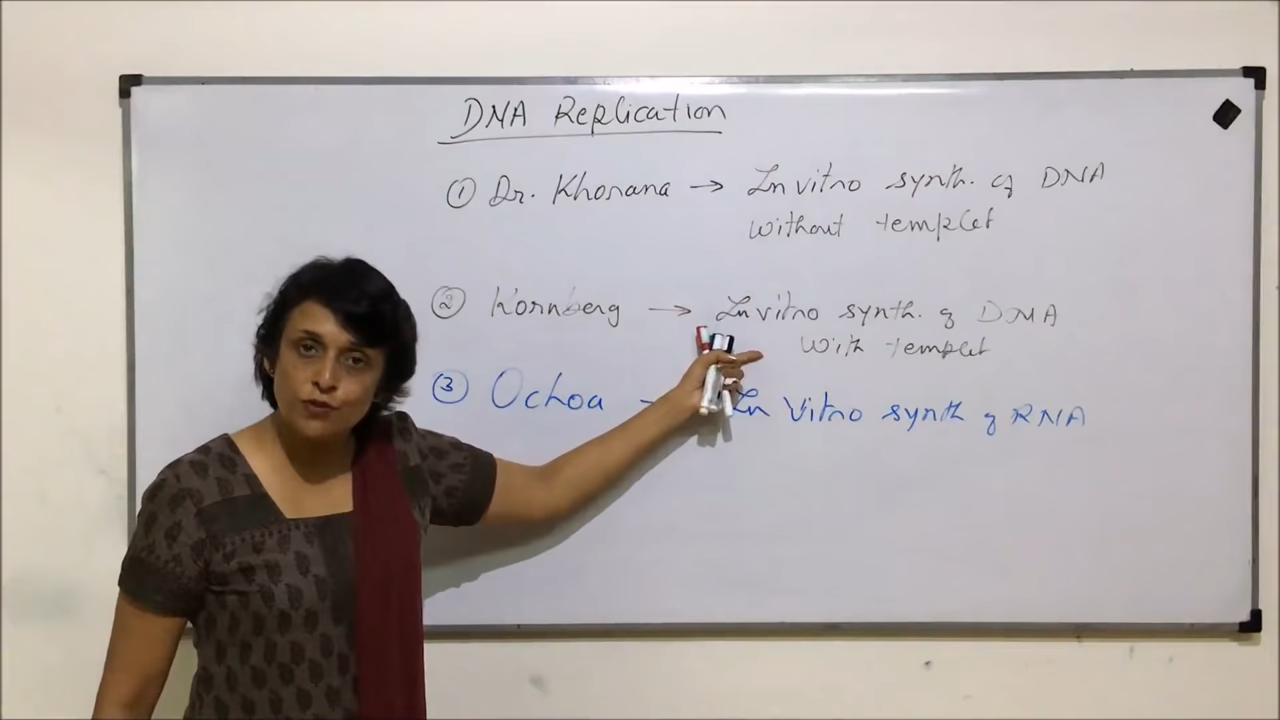 DNA Replication
① Dr. Khorana → In vitro synth. of DNA
without templet
② Kornberg → In vitro synth. of DNA
with templet
③ Ochoa → In Vitro synth of RNA